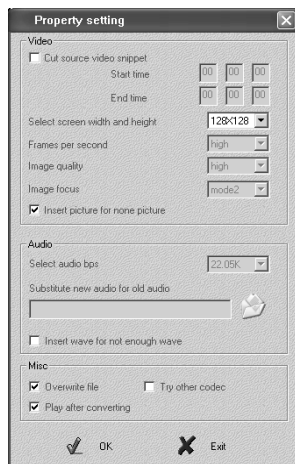 Property setting
Video
Cut source video snippet
Start time 00 00 00
End time 00 00 00
Select screen width and height 128X128
Frames per second high
Image quality high
Image focus mode2
Insert picture for none picture
Audio
Select audio bps 22.05K
Substitute new audio for old audio
Insert wave for not enough wave
Misc
Overwrite file Try other codec
Play after converting
OK Exit